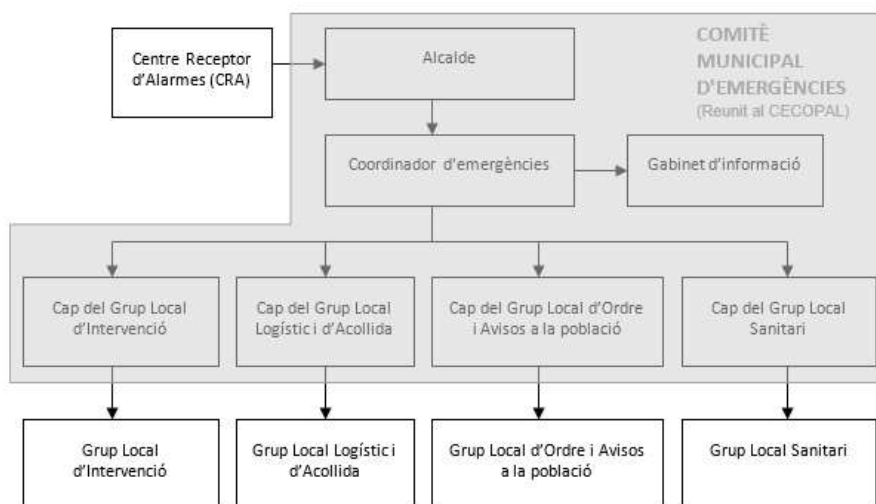 Centre Receptor
d'Alarmes (CRA)
Alcalde
COMITÈ
MUNICIPAL
D'EMERGÈNCIES
(Reunit al CECOPAL)
Coordinador d'emergències
Gabinet d'informació
Cap del Grup Local
d'Intervenció
Cap del Grup Local
Logístic i d'Acollida
Cap del Grup Local d'Ordre
i Avisos a la població
Cap del Grup Local
Sanitari
Grup Local
d'Intervenció
Grup Local Logístic i
d'Acollida
Grup Local d'Ordre i Avisos
a la població
Grup Local Sanitari